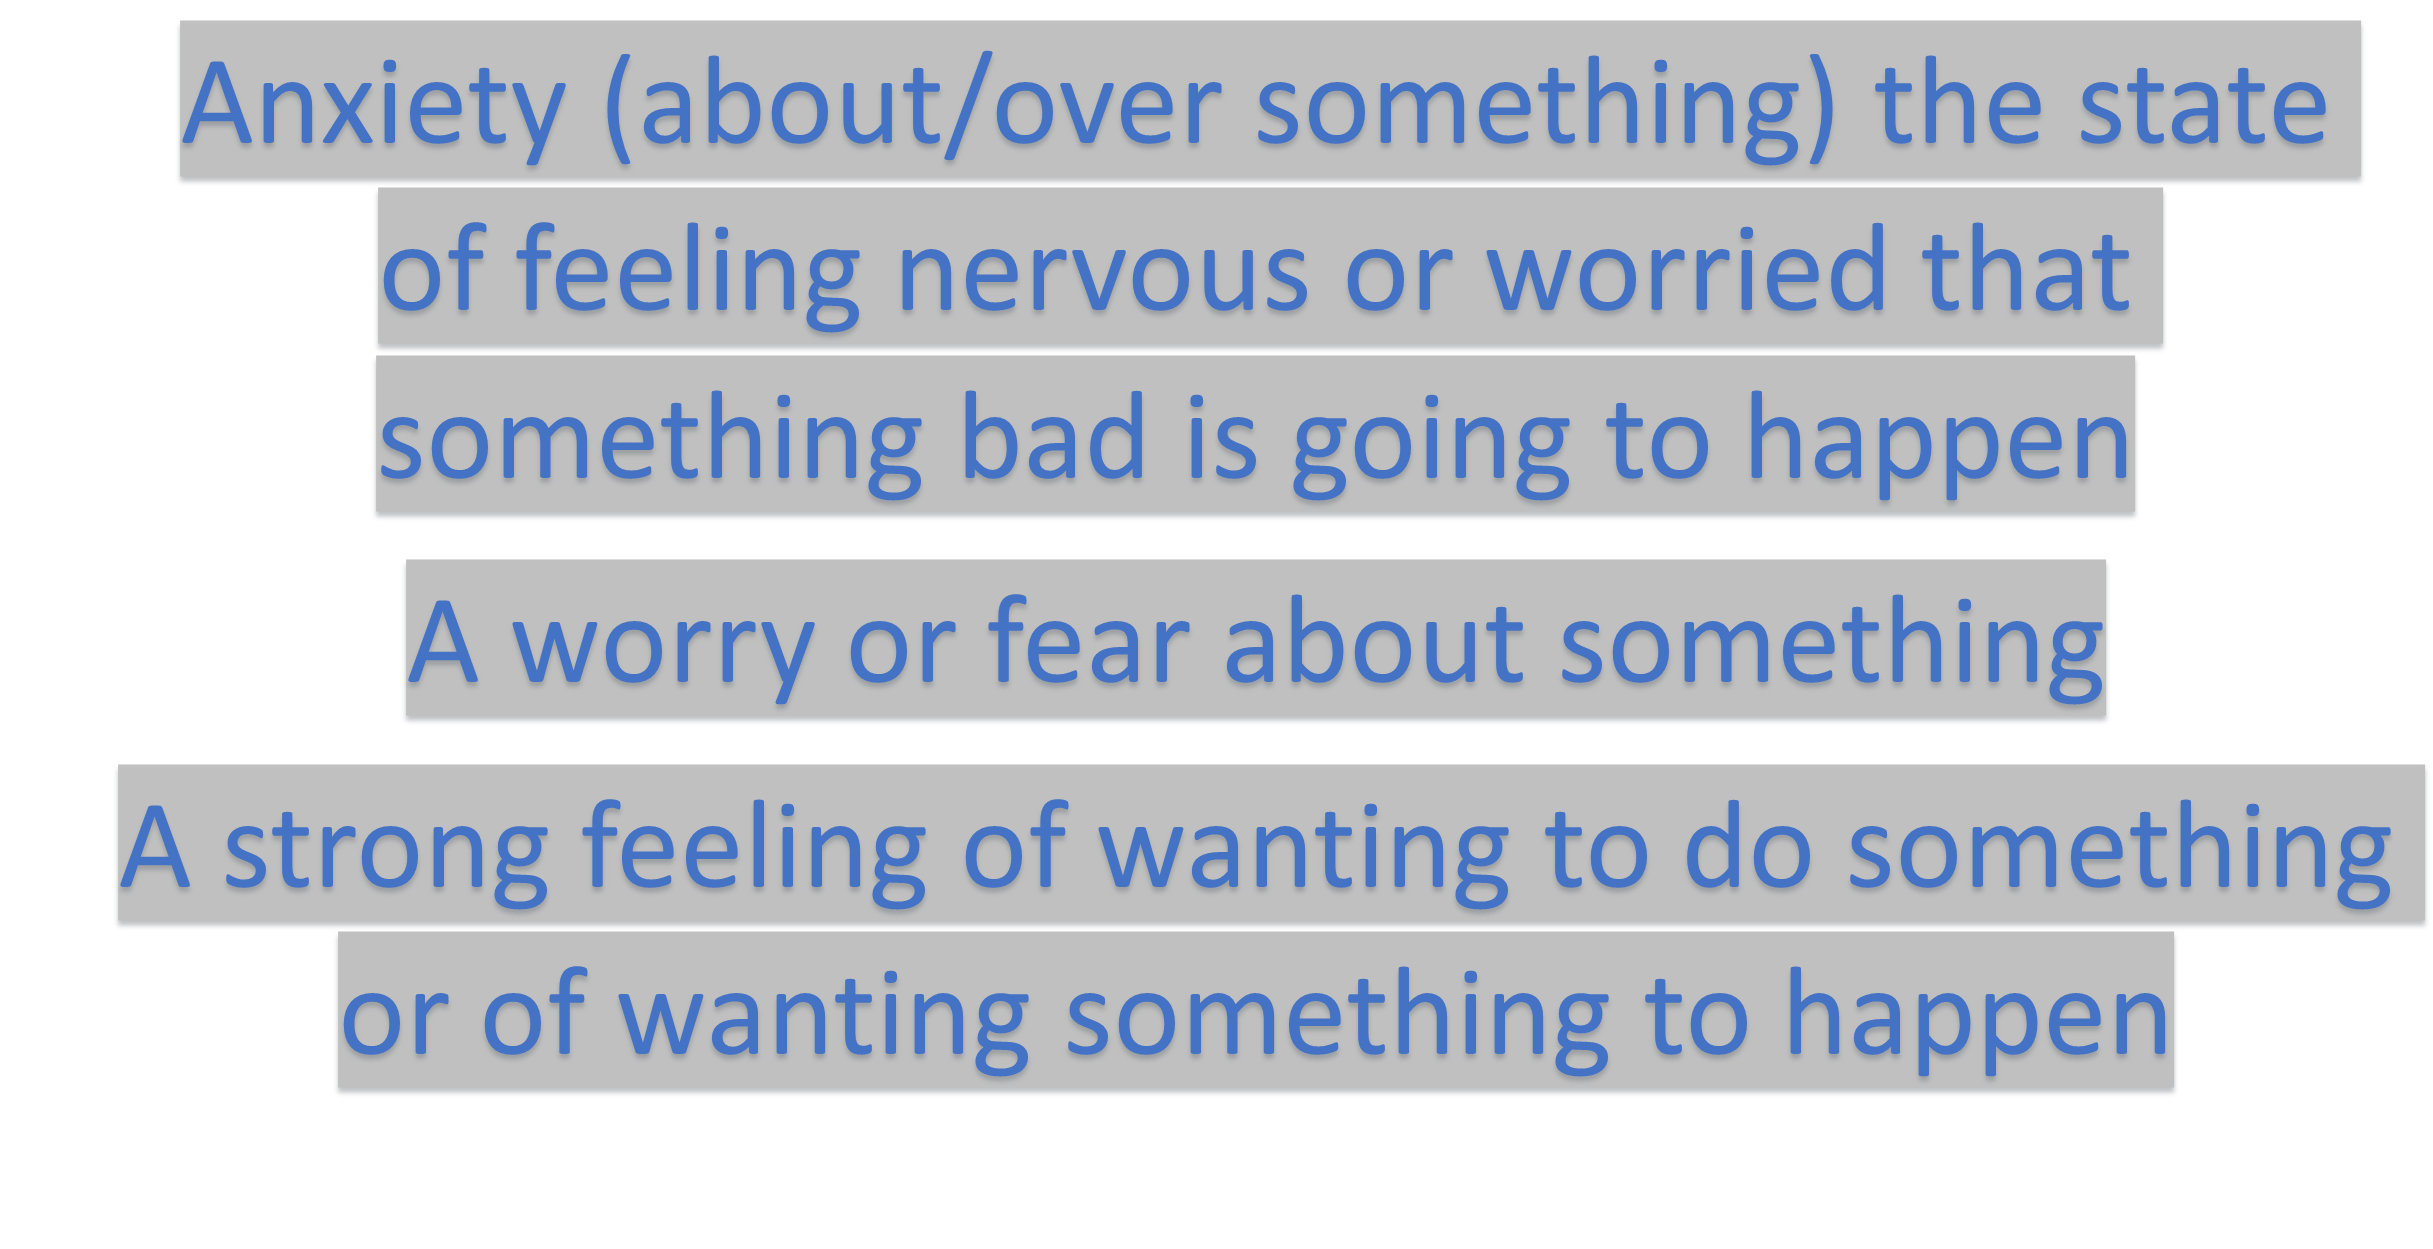 Anxiety (about/over something) the state
of feeling nervous or worried that
something bad is going to happen
A worry or fear about something
A strong feeling of wanting to do something
or of wanting something to happen